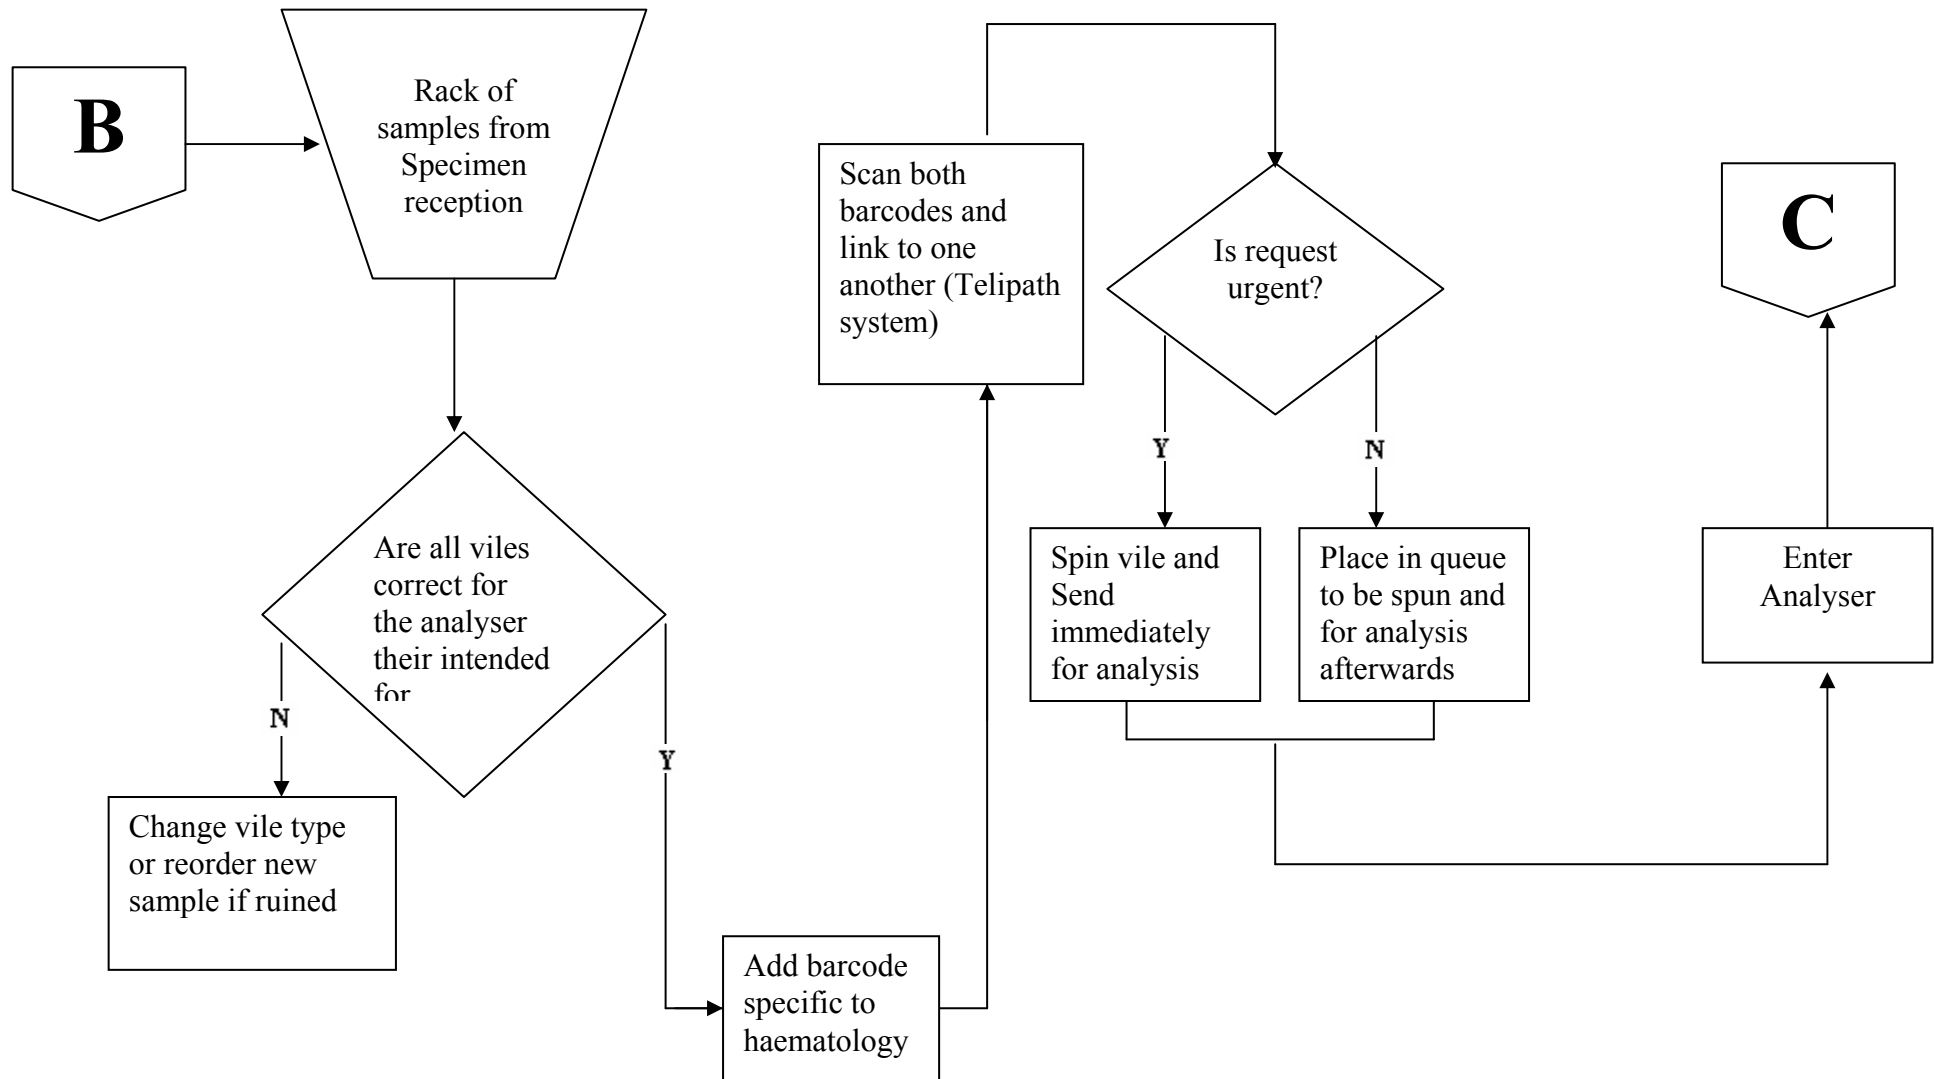 B
Rack of
samples from
Specimen
reception
Are all viles
correct for
the analyser
their intended
for
N
Y
Change vile type
or reorder new
sample if ruined
Add barcode
specific to
haematology
Scan both
barcodes and
link to one
another (Telipath
system)
Is request
urgent?
Y
N
Spin vile and
Send
immediately
for analysis
Place in queue
to be spun and
for analysis
afterwards
Enter
Analyser
C